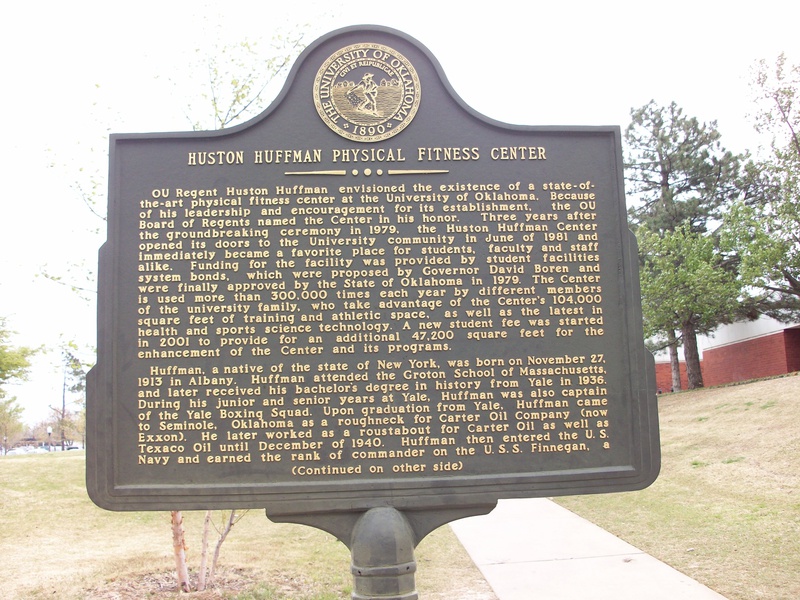 THE UNIVERSITY OF OKLAHOMA
CIVI ET REIPUBLICAE
1890
HUSTON HUFFMAN PHYSICAL FITNESS CENTER
OU Regent Huston Huffman envisioned the existence of a state-of-
the-art physical fitness center at the University of Oklahoma. Because
of his leadership and encouragement for its establishment, the OU
Board of Regents named the Center in his honor. Three years after
the groundbreaking ceremony in 1979, the Huston Huffman Center
opened its doors to the University community in June of 1981 and
immediately became a favorite place for students, faculty and staff
alike. Funding for the facility was provided by student facilities
system bonds, which were proposed by Governor David Boren and
were finally approved by the State of Oklahoma in 1979. The Center
is used more than 300,000 times each year by different members
of the university family, who take advantage of the Center's 104,000
square feet of training and athletic space, as well as the latest in
health and sports science technology. A new student fee was started
in 2001 to provide for an additional 47,200 square feet for the
enhancement of the Center and its programs.
Huffman, a native of the state of New York, was born on November 27,
1913 in Albany. Huffman attended the Groton School of Massachusetts,
and later received his bachelor's degree in history from Yale in 1936.
During his junior and senior years at Yale, Huffman was also captain
of the Yale Boxing Squad. Upon graduation from Yale, Huffman came
to Seminole, Oklahoma as a roughneck for Carter Oil Company (now
Exxon). He later worked as a roustabout for Carter Oil as well as
Texaco Oil until December of 1940. Huffman then entered the U.S.
Navy and earned the rank of commander on the U.S.S. Finnegan, a
(Continued on other side)